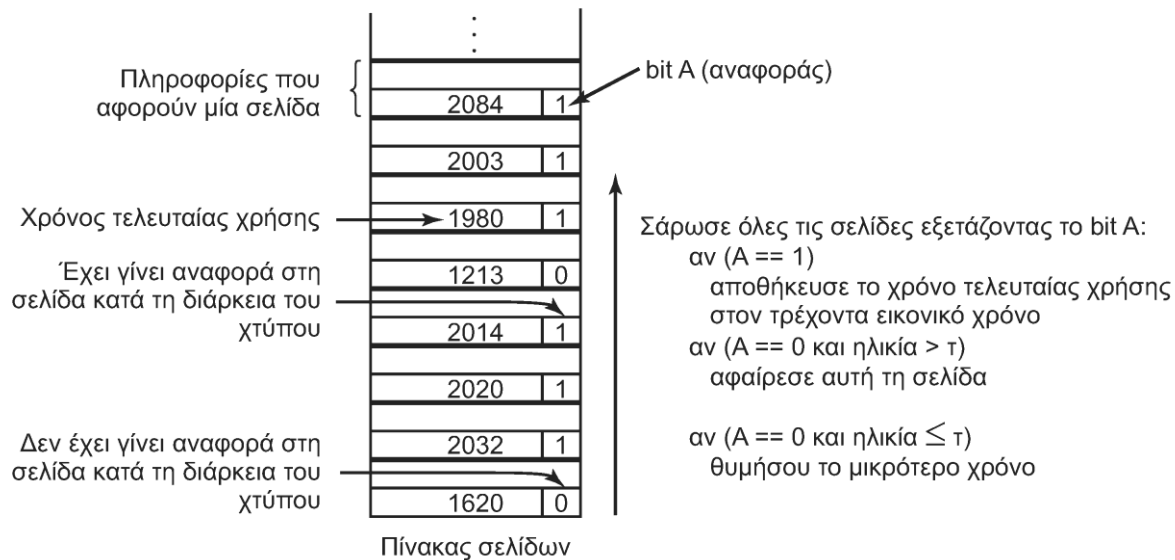 Πληροφορίες που
αφορούν μία σελίδα
bit A (αναφοράς)
2084 1
2003 1
Χρόνος τελευταίας χρήσης
1980 1
Έχει γίνει αναφορά στη
σελίδα κατά τη διάρκεια του
χτύπου
1213 0
2014 1
2020 1
Δεν έχει γίνει αναφορά στη
σελίδα κατά τη διάρκεια του
χτύπου
2032 1
1620 0
Πίνακας σελίδων
Σάρωσε όλες τις σελίδες εξετάζοντας το bit A:
αν (A == 1)
αποθήκευσε το χρόνο τελευταίας χρήσης
στον τρέχοντα εικονικό χρόνο
αν (A == 0 και ηλικία > τ)
αφαίρεσε αυτή τη σελίδα
αν (A == 0 και ηλικία ≤ τ)
θυμήσου το μικρότερο χρόνο